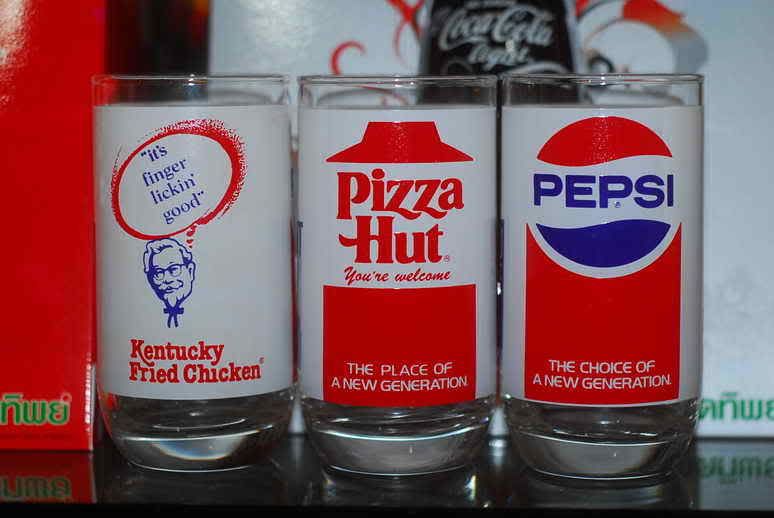 Coca-Cola
light
"it's
finger
lickin'
good"
Kentucky
Fried Chicken®
Pizza
Hut®
You're welcome
THE PLACE OF
A NEW GENERATION.
PEPSI
®
THE CHOICE OF
A NEW GENERATION.